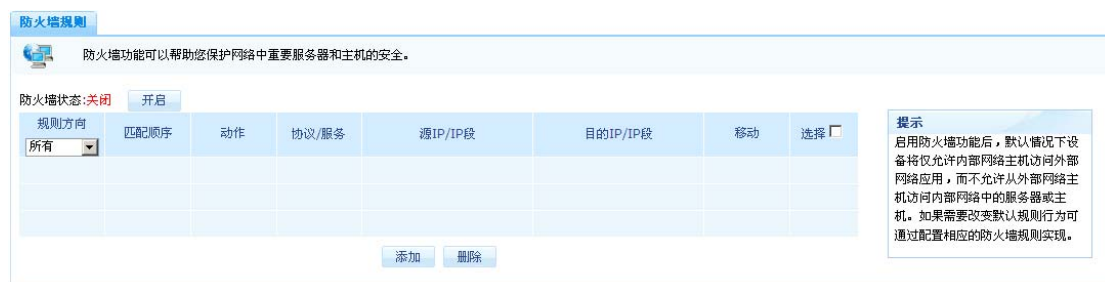 防火墙规则
防火墙功能可以帮助您保护网络中重要服务器和主机的安全。
防火墙状态:关闭 开启
规则方向 匹配顺序 动作 协议/服务 源IP/IP段 目的IP/IP段 移动 选择
所有
添加 删除
提示
启用防火墙功能后，默认情况下设
备将仅允许内部网络主机访问外部
网络应用，而不允许从外部网络主
机访问内部网络中的服务器或主
机。如果需要改变默认规则行为可
通过配置相应的防火墙规则实现。